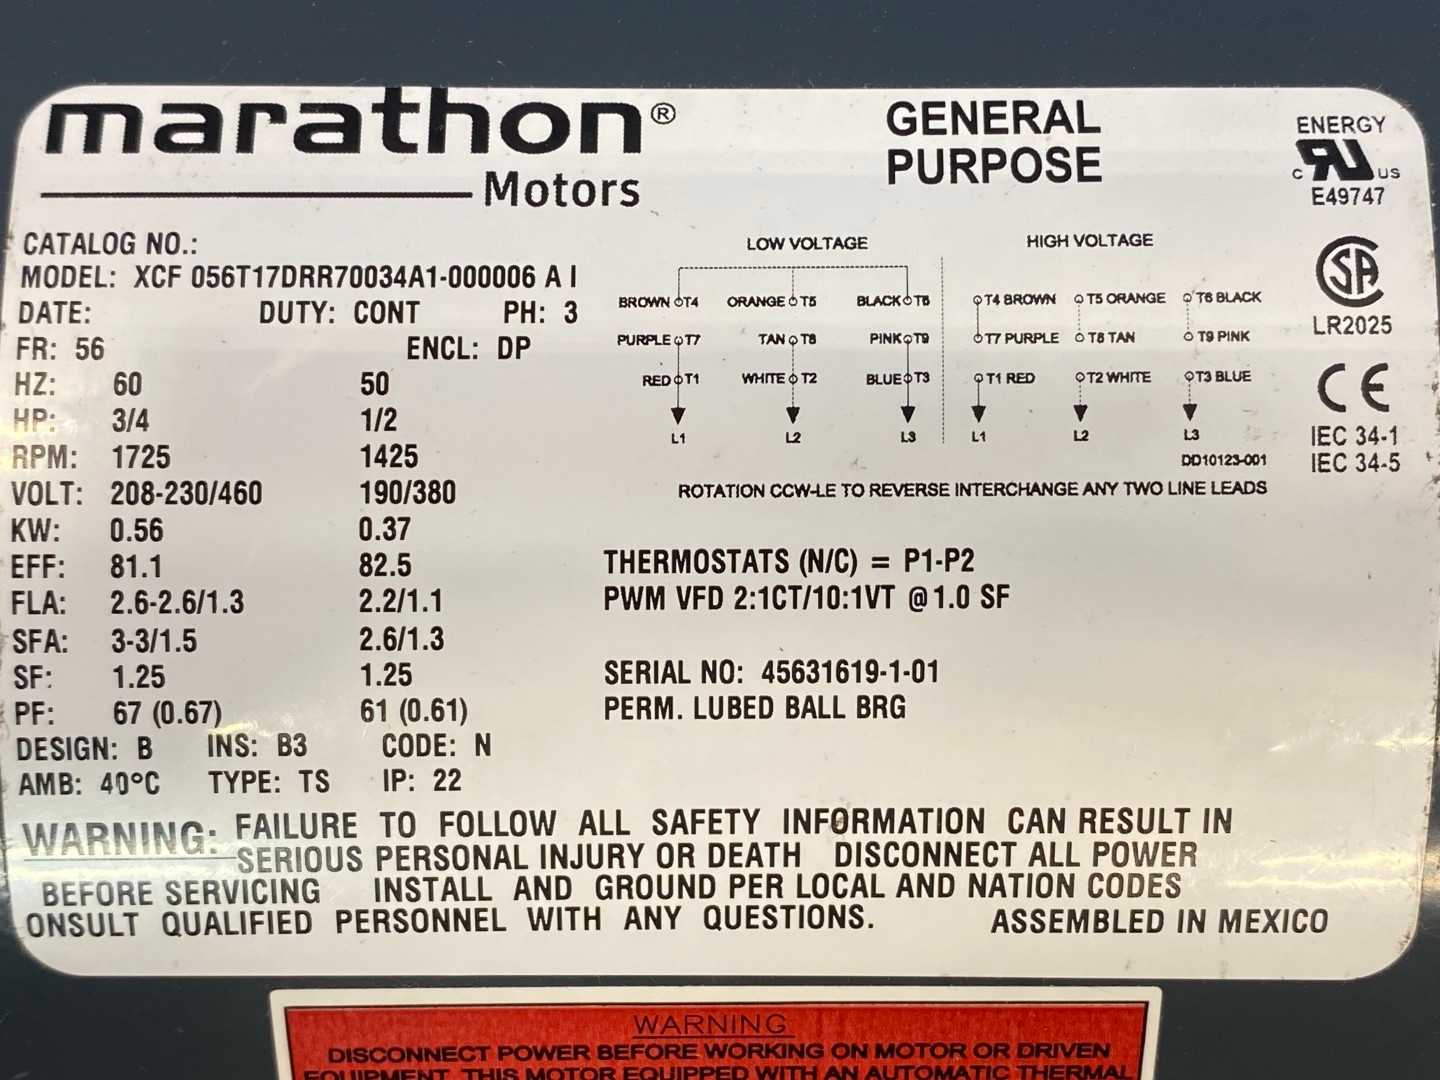 marathon®
Motors
GENERAL
PURPOSE
ENERGY
C US
E49747
LR2025
CE
IEC 34-1
IEC 34-5
CATALOG NO.:
MODEL: XCF 056T17DRR70034A1-000006 A I
DATE: DUTY: CONT PH: 3
FR: 56 ENCL: DP
HZ: 60 50
HP: 3/4 1/2
RPM: 1725 1425
VOLT: 208-230/460 190/380
KW: 0.56 0.37
EFF: 81.1 82.5
FLA: 2.6-2.6/1.3 2.2/1.1
SFA: 3-3/1.5 2.6/1.3
SF: 1.25 1.25
PF: 67 (0.67) 61 (0.61)
DESIGN: B INS: B3 CODE: N
AMB: 40°C TYPE: TS IP: 22
LOW VOLTAGE
BROWN T4 ORANGE T5 BLACK T6
PURPLE T7 TAN T8 PINK T9
RED T1 WHITE T2 BLUE T3
L1 L2 L3
HIGH VOLTAGE
T4 BROWN T5 ORANGE T6 BLACK
T7 PURPLE T8 TAN T9 PINK
T1 RED T2 WHITE T3 BLUE
L1 L2 L3
DD10123-001
ROTATION CCW-LE TO REVERSE INTERCHANGE ANY TWO LINE LEADS
THERMOSTATS (N/C) = P1-P2
PWM VFD 2:1CT/10:1VT @ 1.0 SF
SERIAL NO: 45631619-1-01
PERM. LUBED BALL BRG
WARNING: FAILURE TO FOLLOW ALL SAFETY INFORMATION CAN RESULT IN
SERIOUS PERSONAL INJURY OR DEATH DISCONNECT ALL POWER
BEFORE SERVICING INSTALL AND GROUND PER LOCAL AND NATION CODES
ONSULT QUALIFIED PERSONNEL WITH ANY QUESTIONS. ASSEMBLED IN MEXICO
WARNING
DISCONNECT POWER BEFORE WORKING ON MOTOR OR DRIVEN
EQUIPMENT. THIS MOTOR EQUIPPED WITH AN AUTOMATIC THERMAL